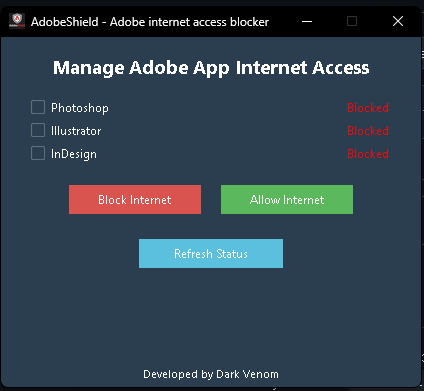 AdobeShield - Adobe internet access blocker
Manage Adobe App Internet Access
Photoshop Blocked
Illustrator Blocked
InDesign Blocked
Block Internet Allow Internet
Refresh Status
Developed by Dark Venom